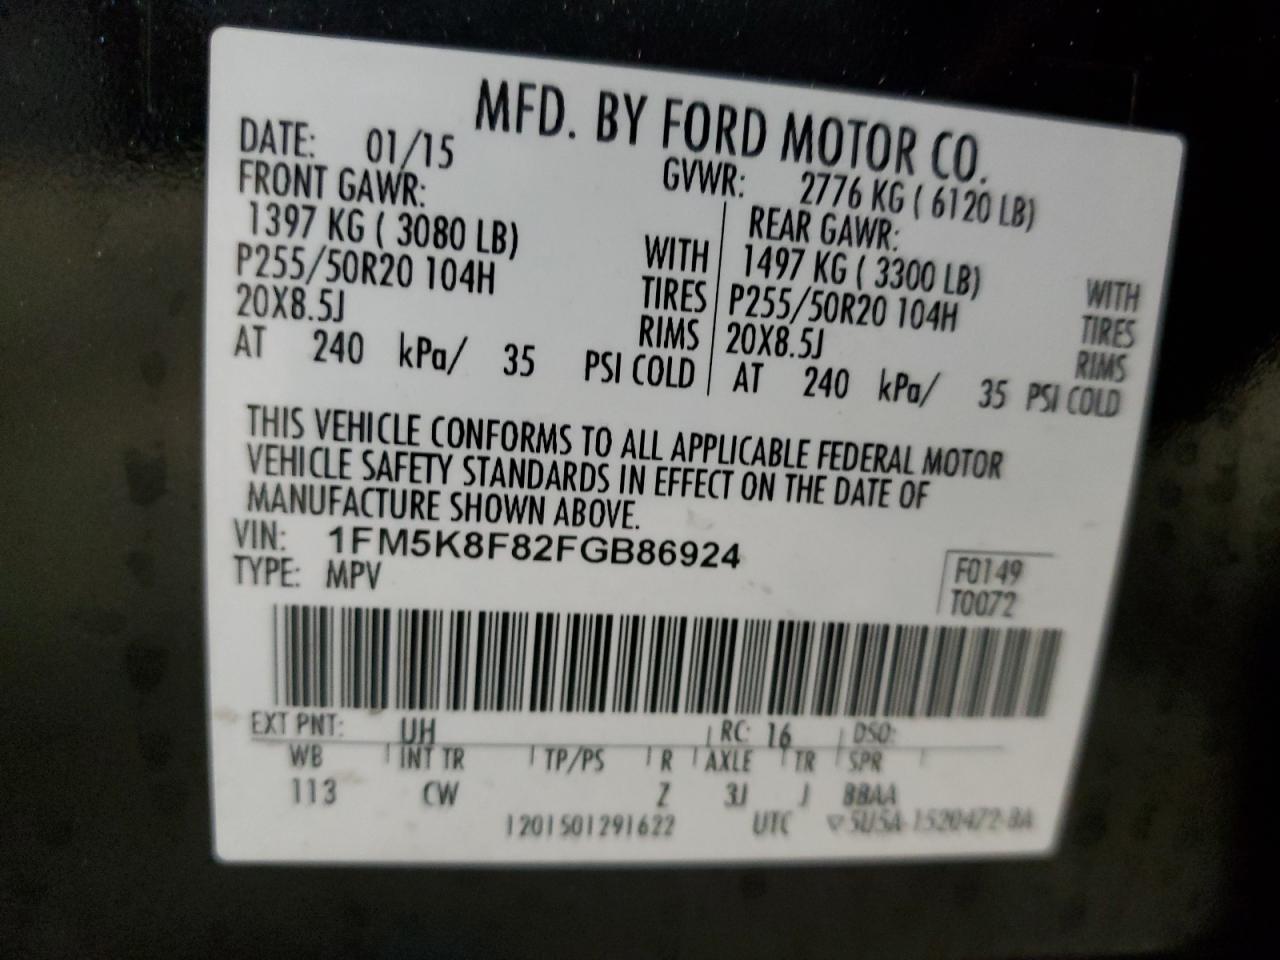 MFD. BY FORD MOTOR CO.
DATE: 01/15 GVWR: 2776 KG ( 6120 LB)
FRONT GAWR: REAR GAWR:
1397 KG ( 3080 LB) WITH 1497 KG ( 3300 LB) WITH
P255/50R20 104H TIRES P255/50R20 104H TIRES
20X8.5J RIMS 20X8.5J RIMS
AT 240 kPa/ 35 PSI COLD AT 240 kPa/ 35 PSI COLD
THIS VEHICLE CONFORMS TO ALL APPLICABLE FEDERAL MOTOR
VEHICLE SAFETY STANDARDS IN EFFECT ON THE DATE OF
MANUFACTURE SHOWN ABOVE.
VIN: 1FM5K8F82FGB86924
TYPE: MPV
F0149
T0072
EXT PNT: UH RC: 16 DSO:
WB INT TR TP/PS R AXLE TR SPR
113 CW Z 3J J BBAA
1201501291622 UTC ▽5U5A-1520472-BA